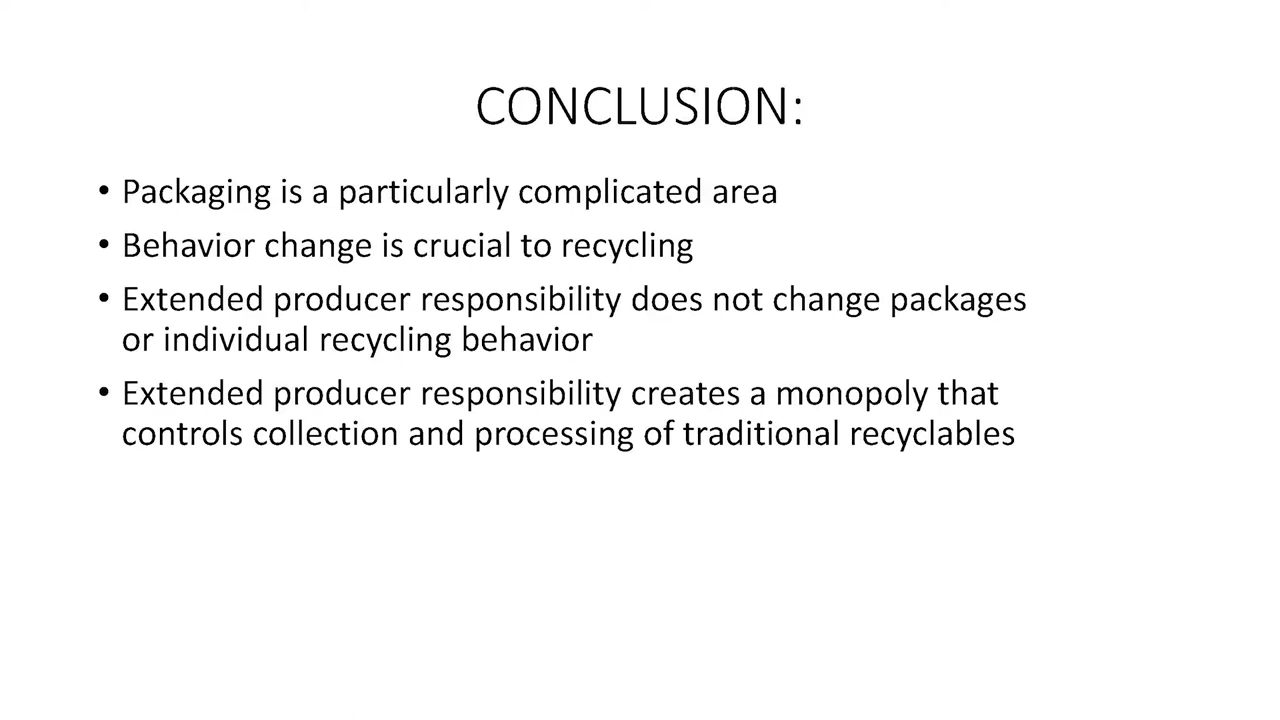 CONCLUSION:
• Packaging is a particularly complicated area
• Behavior change is crucial to recycling
• Extended producer responsibility does not change packages
or individual recycling behavior
• Extended producer responsibility creates a monopoly that
controls collection and processing of traditional recyclables